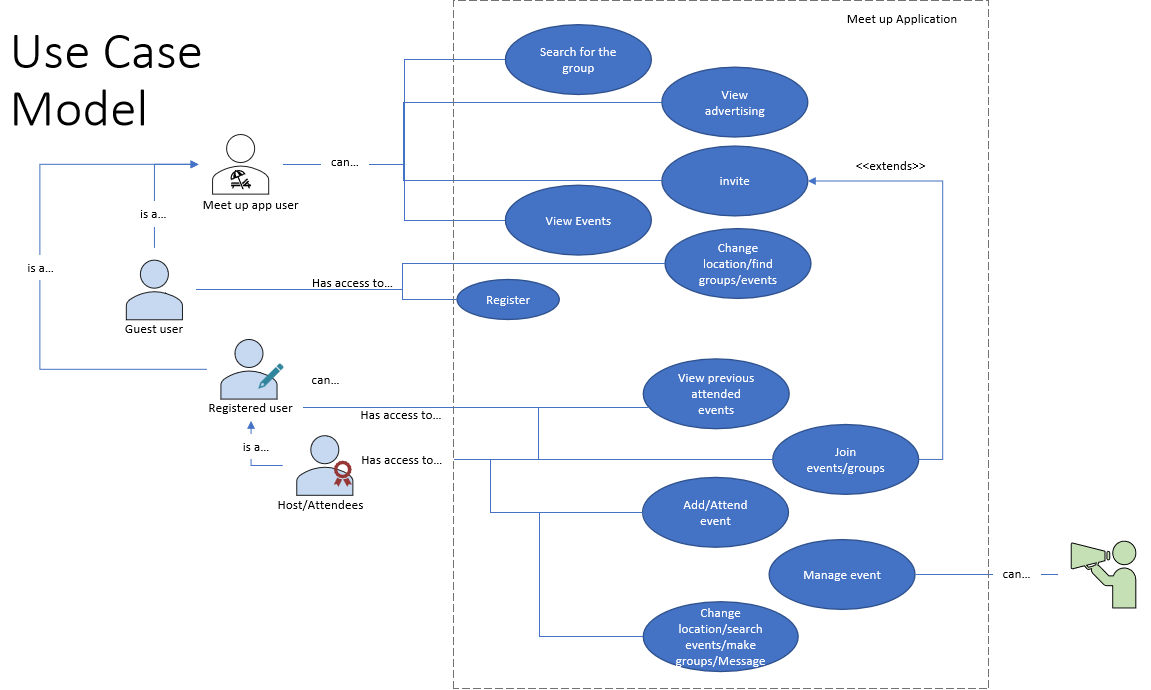 Use Case
Model
Meet up Application
Search for the
group
View
advertising
can...
invite
<<extends>>
Meet up app user
is a...
View Events
is a...
Change
location/find
groups/events
Has access to...
Register
Guest user
can...
View previous
attended
events
Registered user
Has access to...
is a...
Has access to...
Join
events/groups
Host/Attendees
Add/Attend
event
Manage event
can...
Change
location/search
events/make
groups/Message